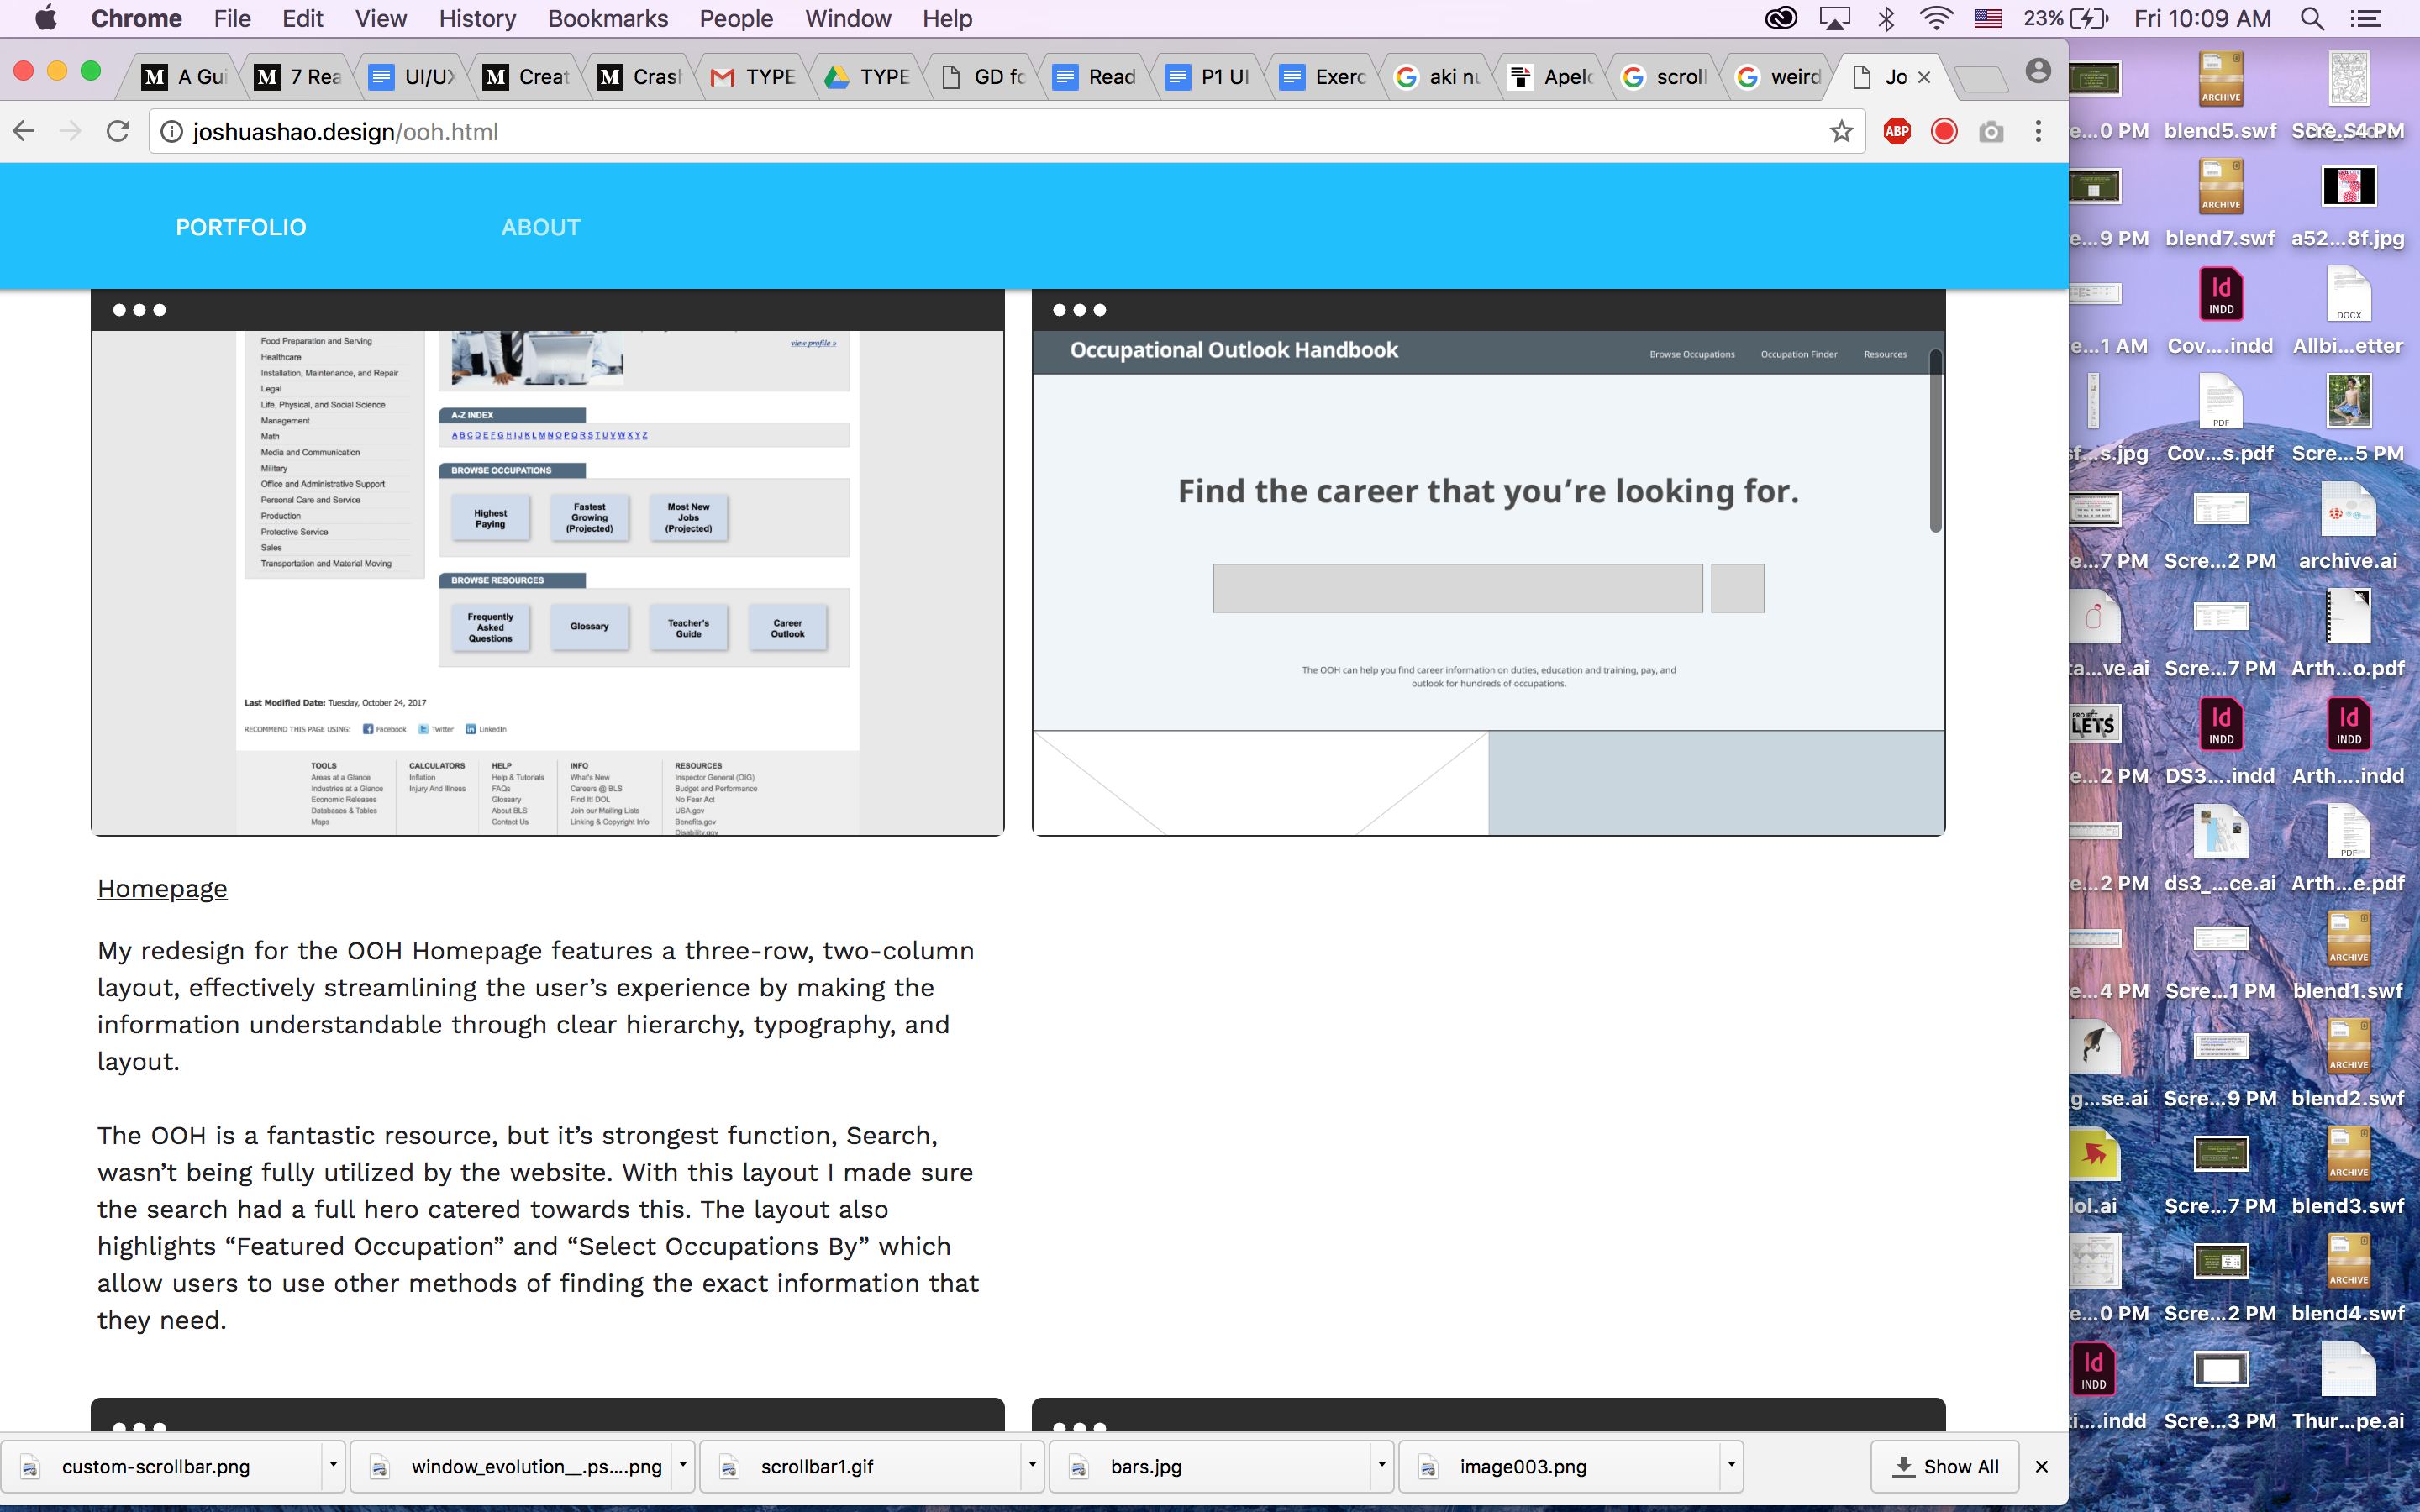 Chrome File Edit View History Bookmarks People Window Help 23% Fri 10:09 AM
A Gui 7 Rea UI/UX Creat Crash TYPE TYPE GD fo Read P1 UI Exerc aki nu Apelo scroll weird Jo
joshuashao.design/ooh.html
ABP
PORTFOLIO ABOUT
Food Preparation and Serving
Healthcare
Installation, Maintenance, and Repair
Legal
Life, Physical, and Social Science
Management
Math
Media and Communication
Military
Office and Administrative Support
Personal Care and Service
Production
Protective Service
Sales
Transportation and Material Moving
view profile »
A-Z INDEX
A B C D E F G H I J K L M N O P Q R S T U V W X Y Z
BROWSE OCCUPATIONS
Highest
Paying
Fastest
Growing
(Projected)
Most New
Jobs
(Projected)
BROWSE RESOURCES
Frequently
Asked
Questions
Glossary
Teacher's
Guide
Career
Outlook
Last Modified Date: Tuesday, October 24, 2017
RECOMMEND THIS PAGE USING: Facebook Twitter LinkedIn
TOOLS
Areas at a Glance
Industries at a Glance
Economic Releases
Databases & Tables
Maps
CALCULATORS
Inflation
Injury And Illness
HELP
Help & Tutorials
FAQs
Glossary
About BLS
Contact Us
INFO
What's New
Careers @ BLS
Find It! DOL
Join our Mailing Lists
Linking & Copyright Info
RESOURCES
Inspector General (OIG)
Budget and Performance
No Fear Act
USA.gov
Benefits.gov
Disability.gov
Occupational Outlook Handbook
Browse Occupations Occupation Finder Resources
Find the career that you’re looking for.
The OOH can help you find career information on duties, education and training, pay, and
outlook for hundreds of occupations.
Homepage
My redesign for the OOH Homepage features a three-row, two-column
layout, effectively streamlining the user’s experience by making the
information understandable through clear hierarchy, typography, and
layout.
The OOH is a fantastic resource, but it’s strongest function, Search,
wasn’t being fully utilized by the website. With this layout I made sure
the search had a full hero catered towards this. The layout also
highlights “Featured Occupation” and “Select Occupations By” which
allow users to use other methods of finding the exact information that
they need.
custom-scrollbar.png window_evolution__.ps....png scrollbar1.gif bars.jpg image003.png Show All
e...0 PM blend5.swf
e...9 PM blend7.swf a52...8f.jpg
e...1 AM Cov....indd Allbi...etter
sf...s.jpg Cov...s.pdf Scre...5 PM
e...7 PM Scre...2 PM archive.ai
ta...ve.ai Scre...7 PM Arth...o.pdf
e...2 PM DS3....indd Arth....indd
e...2 PM ds3_...ce.ai Arth...e.pdf
e...4 PM Scre...1 PM blend1.swf
g...se.ai Scre...9 PM blend2.swf
lol.ai Scre...7 PM blend3.swf
e...0 PM Scre...2 PM blend4.swf
ti....indd Scre...3 PM Thur...pe.ai